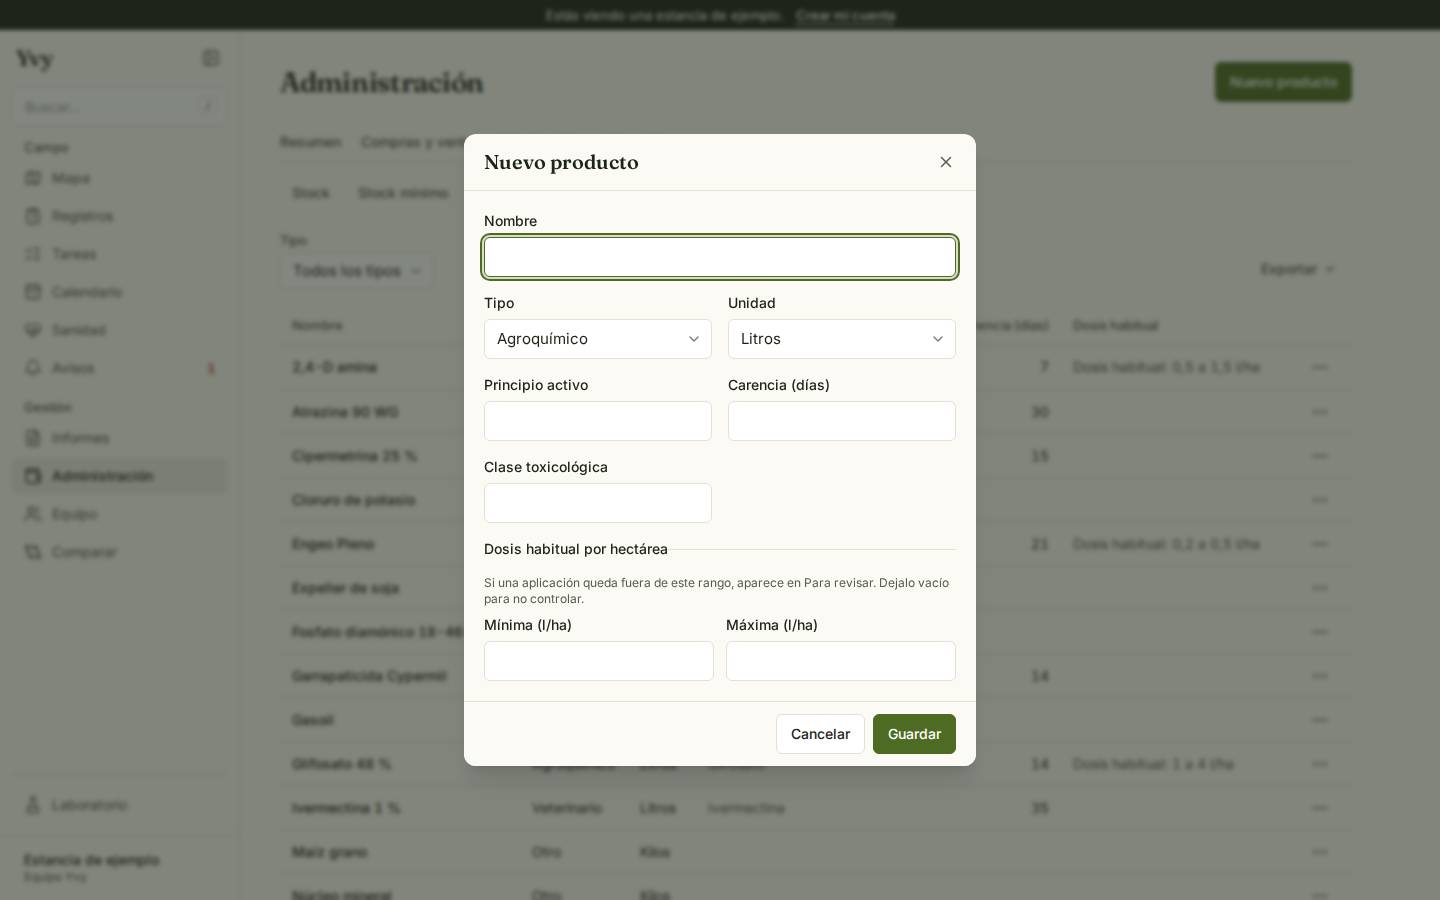 Estás viendo una estancia de ejemplo. Crear mi cuenta
Yvy
Buscar...
/
Campo
Mapa
Registros
Tareas
Calendario
Sanidad
Avisos 1
Gestión
Informes
Administración
Equipo
Comparar
Laboratorio
Estancia de ejemplo
Equipo Yvy
Administración
Nuevo producto
Resumen Compras y
Stock Stock mínimo
Tipo
Todos los tipos
Exportar
Nombre (días) Dosis habitual
2,4-D amina 7 Dosis habitual: 0,5 a 1,5 l/ha
Atrazina 90 WG 30
Cipermetrina 25 % 15
Cloruro de potasio
Engeo Pleno 21 Dosis habitual: 0,2 a 0,5 l/ha
Expeller de soja
Fosfato diamónico 18-46
Garrapaticida Cypermil 14
Gasoil
Glifosato 48 % 14 Dosis habitual: 1 a 4 l/ha
Ivermectina 1 % Veterinario Litros Ivermectina 35
Maíz grano Otro Kilos
Núcleo mineral Otro Kilos
Nuevo producto
Nombre
Tipo Unidad
Agroquímico Litros
Principio activo Carencia (días)
Clase toxicológica
Dosis habitual por hectárea
Si una aplicación queda fuera de este rango, aparece en Para revisar. Dejalo vacío
para no controlar.
Mínima (l/ha) Máxima (l/ha)
Cancelar Guardar